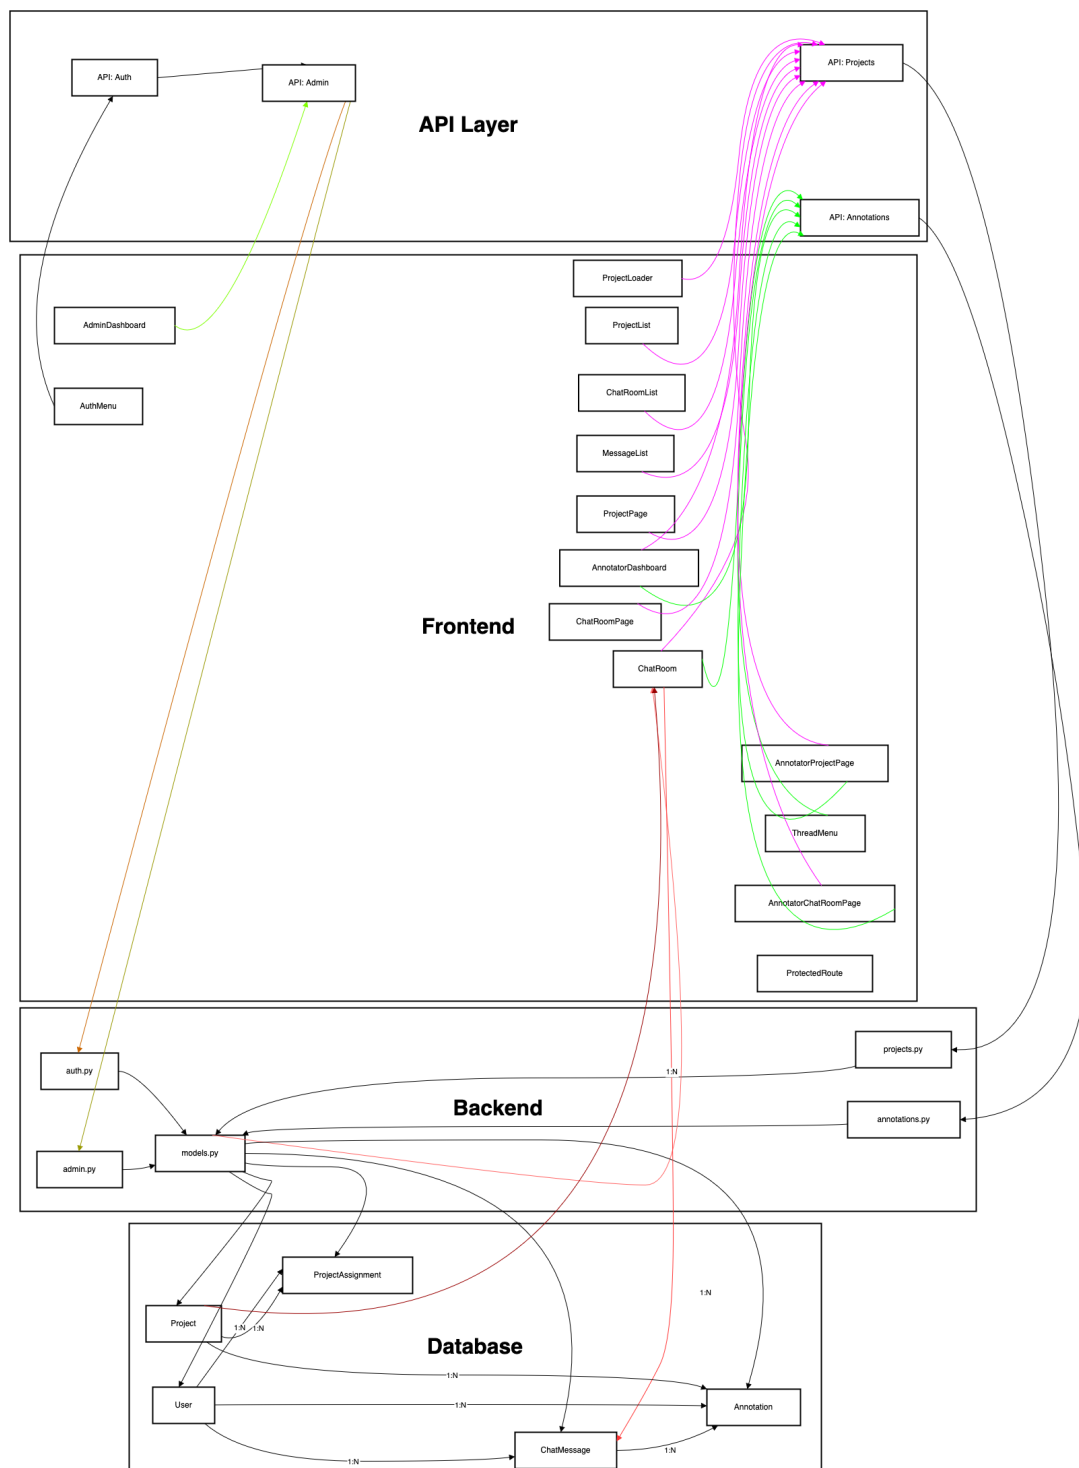 API: Projects
API: Auth
API: Admin
API Layer
API: Annotations
ProjectLoader
AdminDashboard
ProjectList
ChatRoomList
AuthMenu
MessageList
ProjectPage
AnnotatorDashboard
ChatRoomPage
Frontend
ChatRoom
AnnotatorProjectPage
ThreadMenu
AnnotatorChatRoomPage
ProtectedRoute
projects.py
auth.py
1:N
Backend
annotations.py
models.py
admin.py
ProjectAssignment
1:N
Project
1:N
1:N
Database
1:N
User
1:N
Annotation
ChatMessage
1:N
1:N